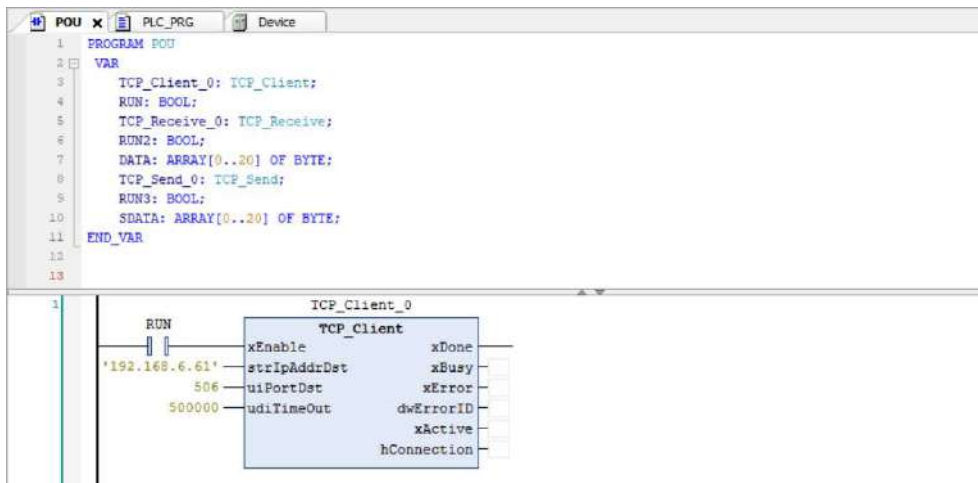 POU X PLC_PRG Device
1 PROGRAM POU
2 VAR
3 TCP_Client_0: TCP_Client;
4 RUN: BOOL;
5 TCP_Receive_0: TCP_Receive;
6 RUN2: BOOL;
7 DATA: ARRAY[0..20] OF BYTE;
8 TCP_Send_0: TCP_Send;
9 RUN3: BOOL;
10 SDATA: ARRAY[0..20] OF BYTE;
11 END_VAR
12
13
1 TCP_Client_0
RUN TCP_Client
xEnable xDone
'192.168.6.61' strIpAddrDst xBusy
506 uiPortDst xError
500000 udiTimeOut dwErrorID
xActive
hConnection